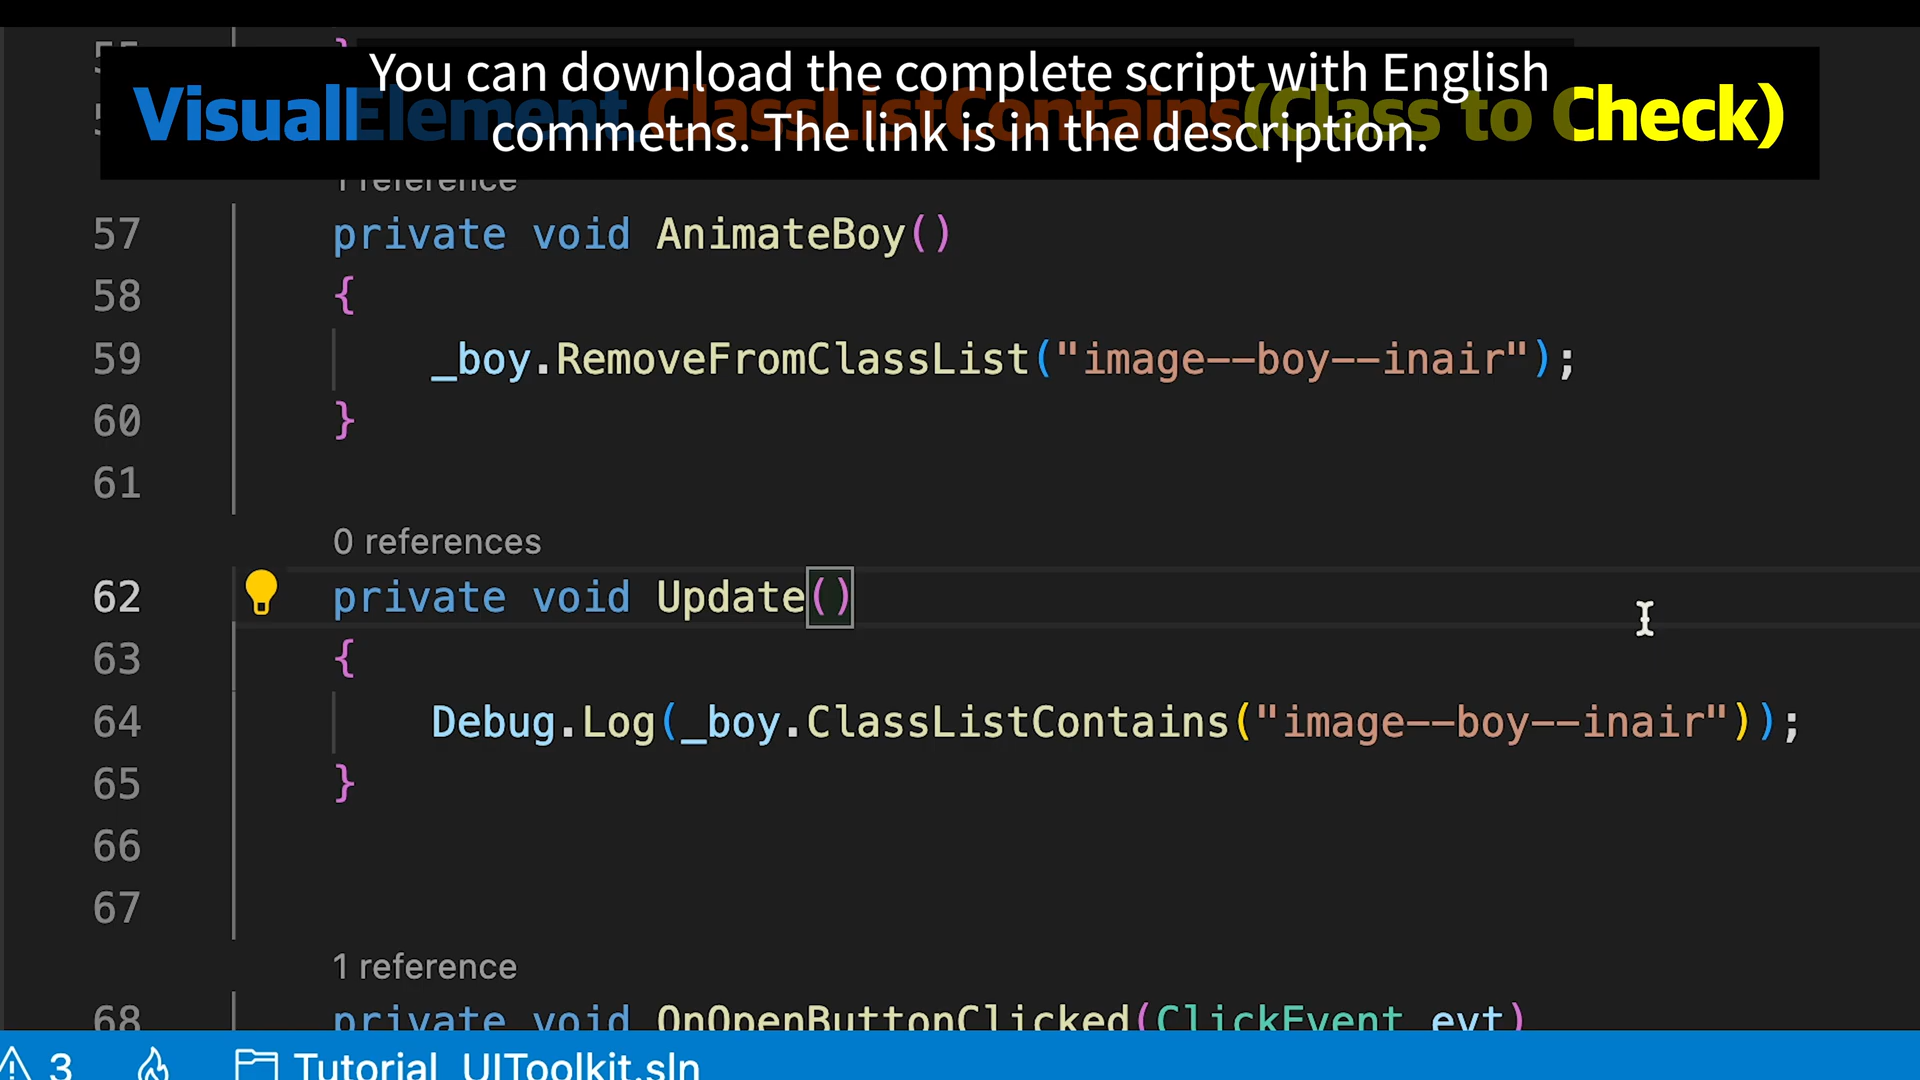 55
You can download the complete script with English
commetns. The link is in the description.
VisualElement.ClassListContains(Class to Check)
1 reference
57 private void AnimateBoy()
58 {
59 _boy.RemoveFromClassList("image--boy--inair");
60 }
61
0 references
62 private void Update()
63 {
64 Debug.Log(_boy.ClassListContains("image--boy--inair"));
65 }
66
67
1 reference
68 private void OnOpenButtonClicked(ClickEvent evt)
3 Tutorial_UIToolkit.sln